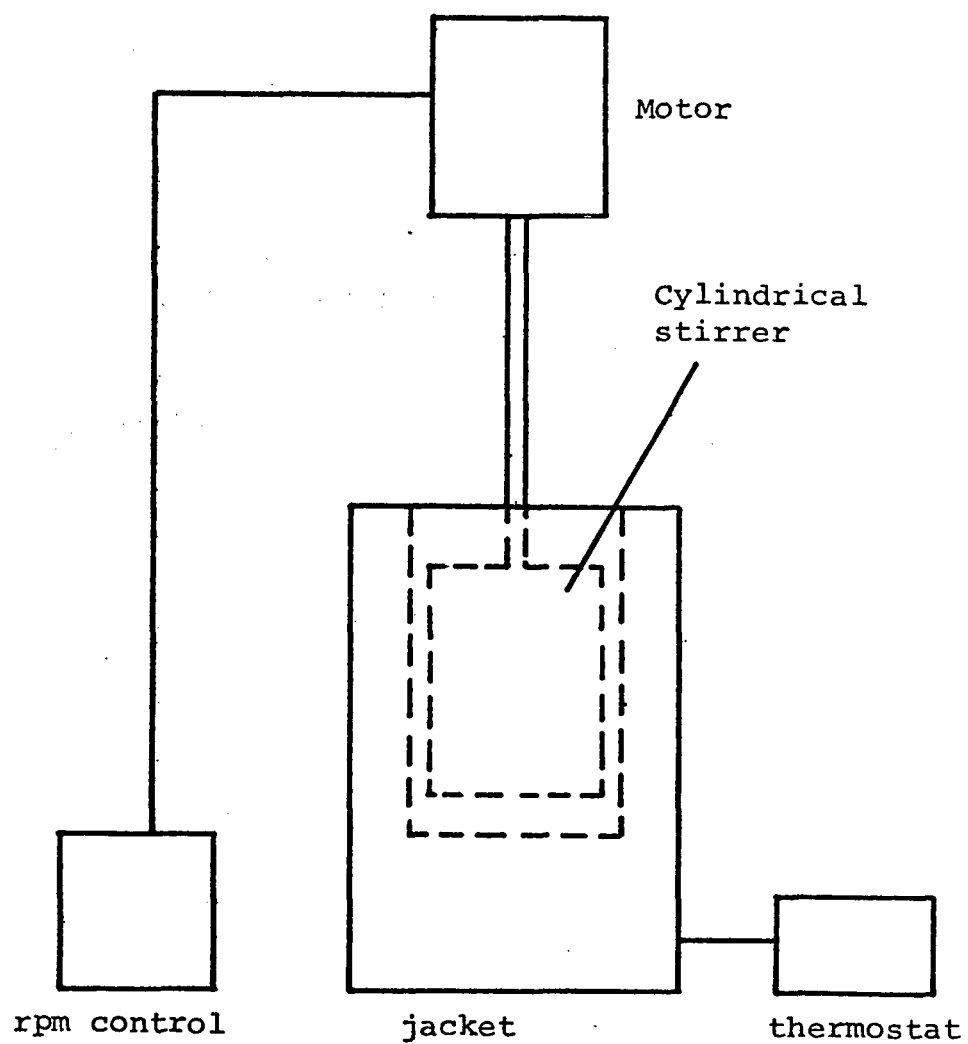 Motor
Cylindrical
stirrer
rpm control
jacket
thermostat